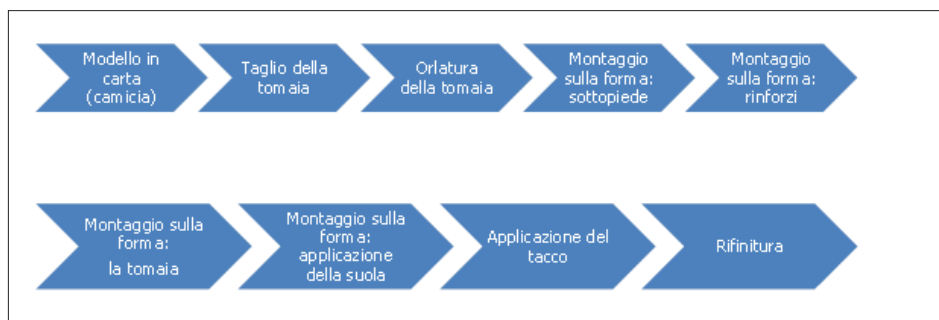 Modello in
carta
(camicia)
Taglio della
tomaia
Orlatura
della tomaia
Montaggio
sulla forma:
sottopiede
Montaggio
sulla forma:
rinforzi
Montaggio sulla
forma:
la tomaia
Montaggio sulla
forma:
applicazione
della suola
Applicazione del
tacco
Rifinitura